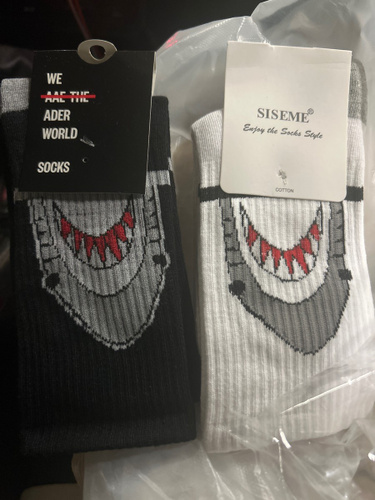 WE
AAE THE
ADER
WORLD
SOCKS
SISEME®
Enjoy the Socks Style
COTTON